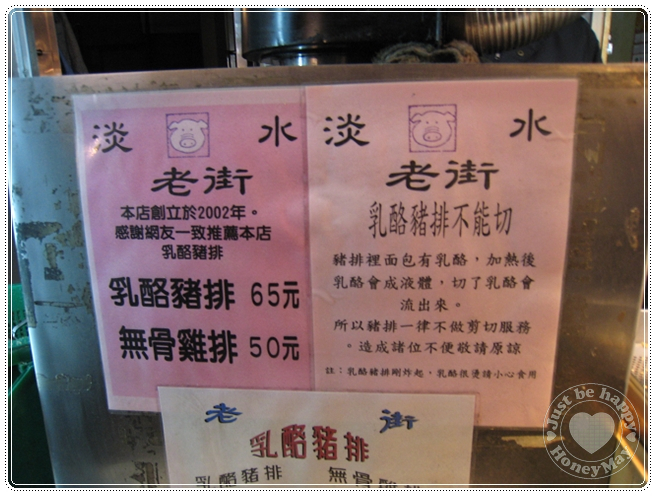 淡 水
老街
本店創立於2002年。
感謝網友一致推薦本店
乳酪豬排
乳酪豬排 65元
無骨雞排 50元
淡 水
老街
乳酪豬排不能切
豬排裡面包有乳酪，加熱後
乳酪會成液體，切了乳酪會
流出來。
所以豬排一律不做剪切服務
。造成諸位不便敬請原諒
註：乳酪豬排剛炸起，乳酪很燙請小心食用
老 街
乳酪豬排
乳酪豬排 無骨雞排
Just be happy
HoneyMay